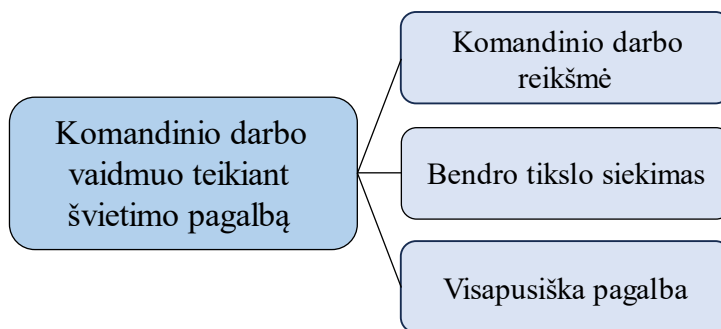 Komandinio darbo
vaidmuo teikiant
švietimo pagalbą
Komandinio darbo
reikšmė
Bendro tikslo siekimas
Visapusiška pagalba